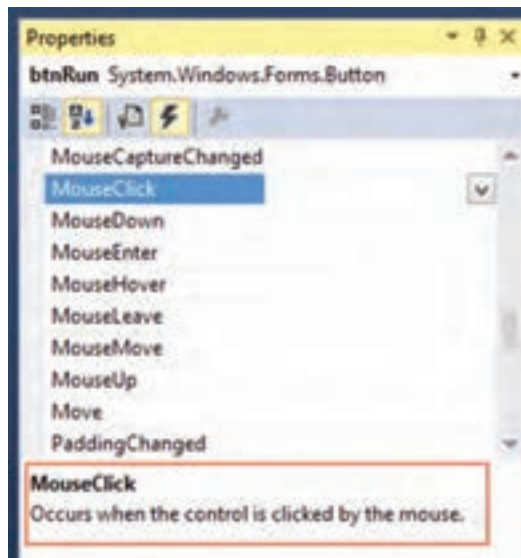 Properties
btnRun System.Windows.Forms.Button
MouseCaptureChanged
MouseClick
MouseDown
MouseEnter
MouseHover
MouseLeave
MouseMove
MouseUp
Move
PaddingChanged
MouseClick
Occurs when the control is clicked by the mouse.